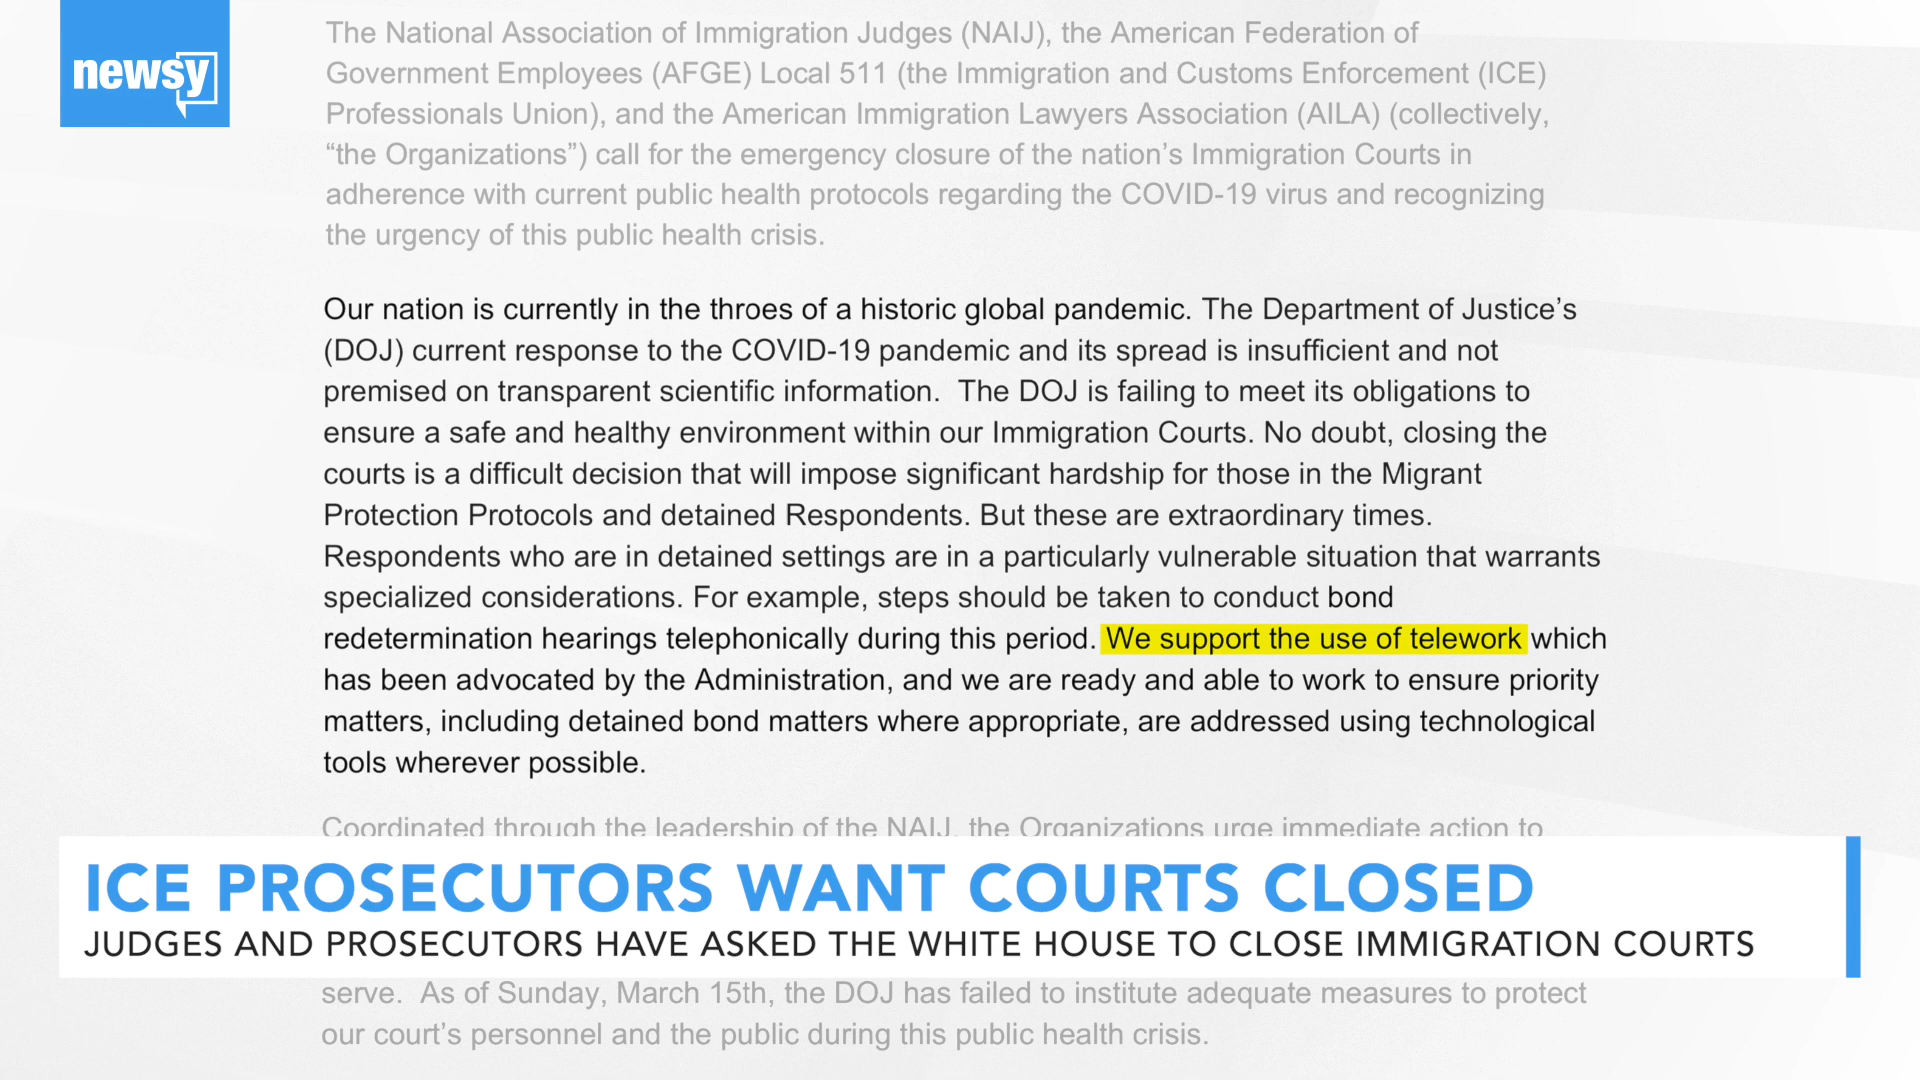 newsy
The National Association of Immigration Judges (NAIJ), the American Federation of
Government Employees (AFGE) Local 511 (the Immigration and Customs Enforcement (ICE)
Professionals Union), and the American Immigration Lawyers Association (AILA) (collectively,
“the Organizations”) call for the emergency closure of the nation’s Immigration Courts in
adherence with current public health protocols regarding the COVID-19 virus and recognizing
the urgency of this public health crisis.
Our nation is currently in the throes of a historic global pandemic. The Department of Justice’s
(DOJ) current response to the COVID-19 pandemic and its spread is insufficient and not
premised on transparent scientific information.  The DOJ is failing to meet its obligations to
ensure a safe and healthy environment within our Immigration Courts. No doubt, closing the
courts is a difficult decision that will impose significant hardship for those in the Migrant
Protection Protocols and detained Respondents. But these are extraordinary times.
Respondents who are in detained settings are in a particularly vulnerable situation that warrants
specialized considerations. For example, steps should be taken to conduct bond
redetermination hearings telephonically during this period. We support the use of telework which
has been advocated by the Administration, and we are ready and able to work to ensure priority
matters, including detained bond matters where appropriate, are addressed using technological
tools wherever possible.
Coordinated through the leadership of the NAIJ, the Organizations urge immediate action to
ICE PROSECUTORS WANT COURTS CLOSED
JUDGES AND PROSECUTORS HAVE ASKED THE WHITE HOUSE TO CLOSE IMMIGRATION COURTS
serve.  As of Sunday, March 15th, the DOJ has failed to institute adequate measures to protect
our court’s personnel and the public during this public health crisis.